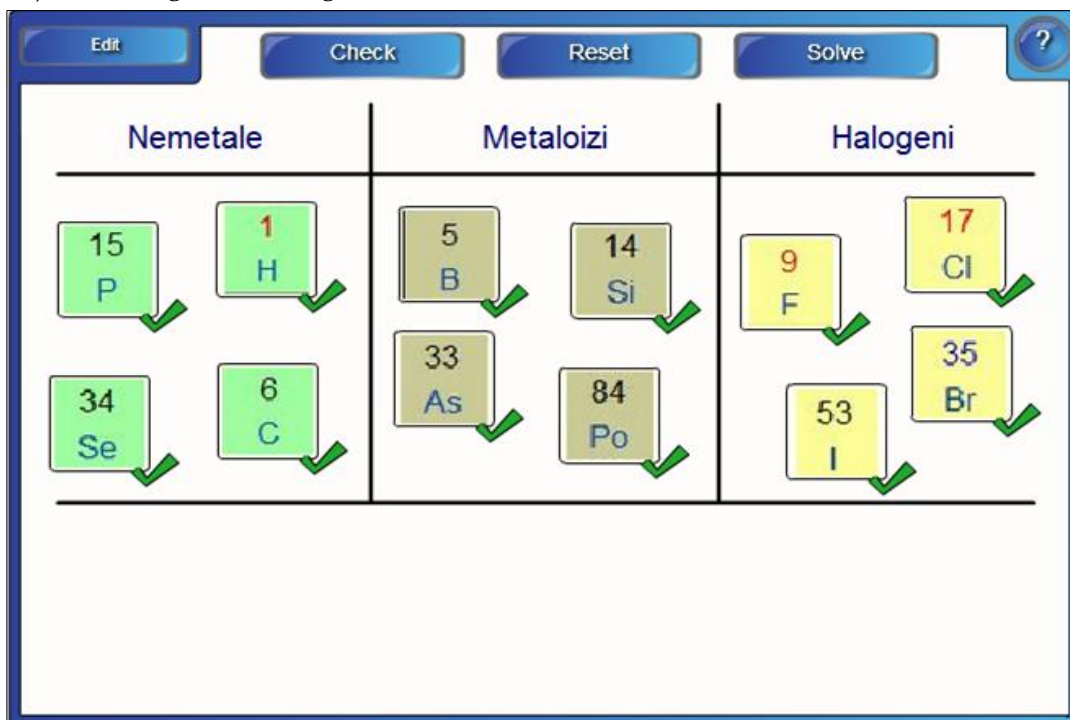 Edit
Check
Reset
Solve
?
Nemetale
Metaloizi
Halogeni
15
P
1
H
34
Se
6
C
5
B
14
Si
33
As
84
Po
9
F
17
Cl
35
Br
53
I